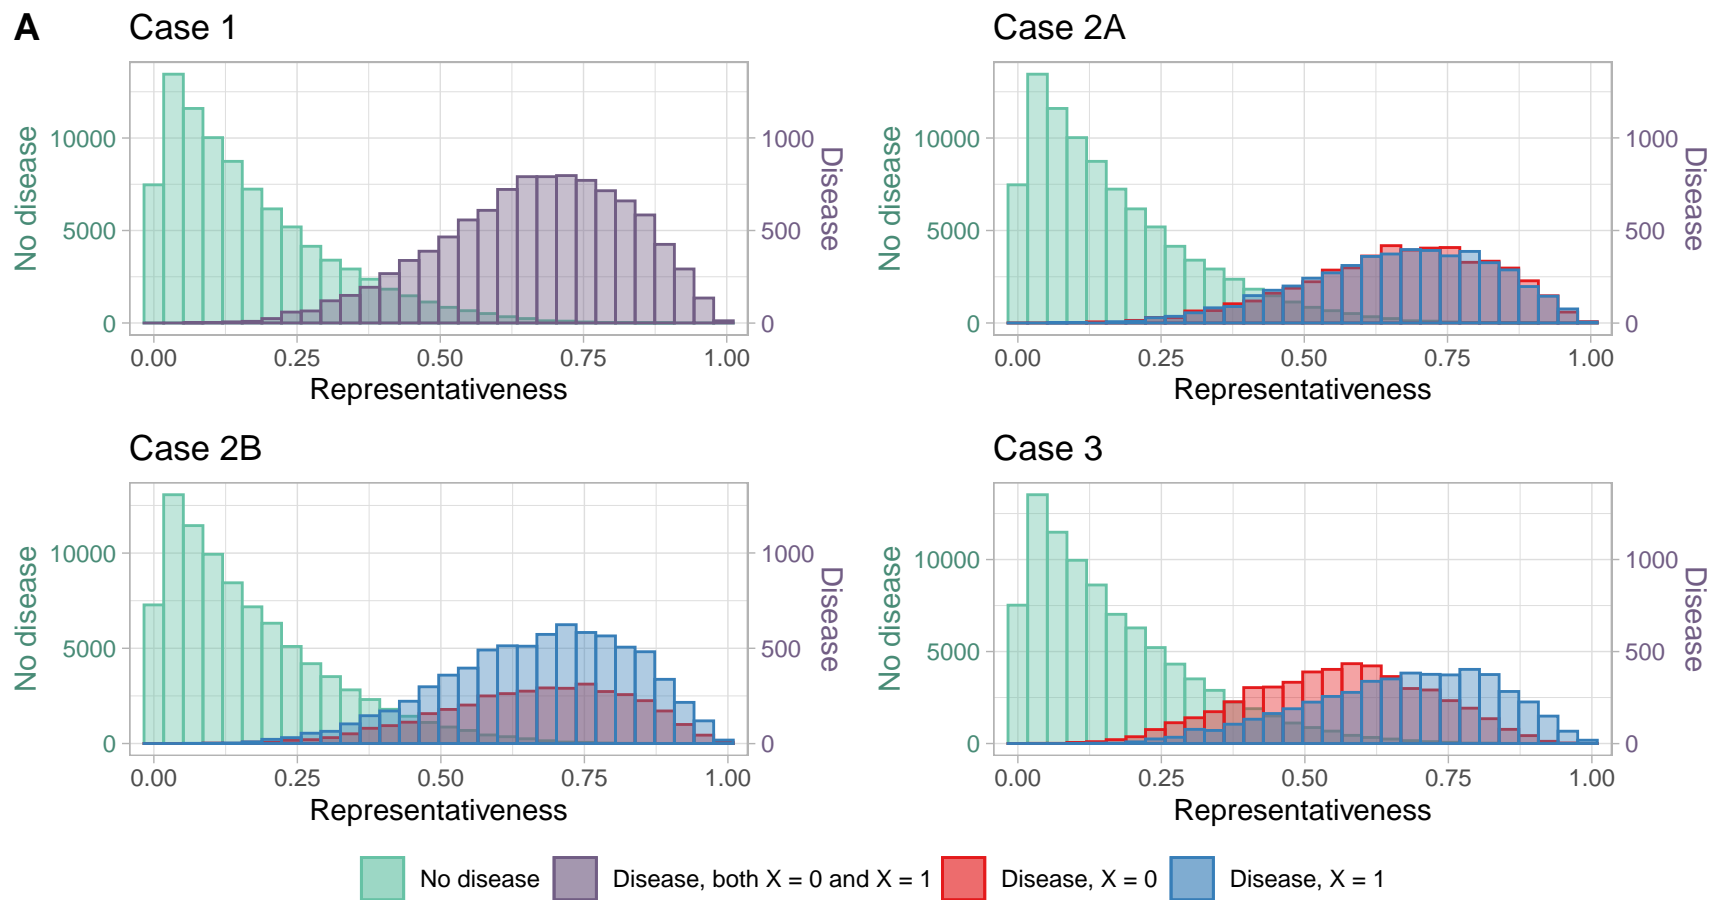 A
Case 1
No disease
10000
5000
0
1000
500
0
Disease
0.00 0.25 0.50 0.75 1.00
Representativeness
Case 2A
No disease
10000
5000
0
1000
500
0
Disease
0.00 0.25 0.50 0.75 1.00
Representativeness
Case 2B
No disease
10000
5000
0
1000
500
0
Disease
0.00 0.25 0.50 0.75 1.00
Representativeness
Case 3
No disease
10000
5000
0
1000
500
0
Disease
0.00 0.25 0.50 0.75 1.00
Representativeness
No disease Disease, both X = 0 and X = 1 Disease, X = 0 Disease, X = 1